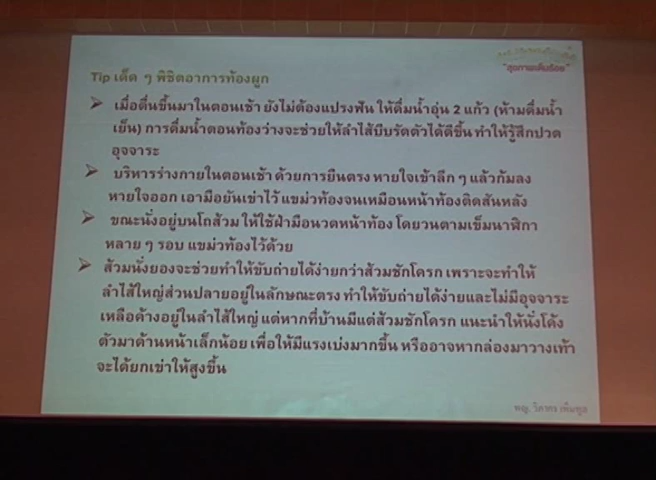 "สุขภาพเต็มร้อย"
Tip เด็ด ๆ พิชิตอาการท้องผูก
เมื่อตื่นขึ้นมาในตอนเช้า ยังไม่ต้องแปรงฟัน ให้ดื่มน้ำอุ่น 2 แก้ว (ห้ามดื่มน้ำ
เย็น) การดื่มน้ำตอนท้องว่างจะช่วยให้ลำไส้บีบรัดตัวได้ดีขึ้น ทำให้รู้สึกปวด
อุจจาระ
บริหารร่างกายในตอนเช้า ด้วยการยืนตรง หายใจเข้าลึก ๆ แล้วก้มลง
หายใจออก เอามือยันเข่าไว้ แขม่วท้องจนเหมือนหน้าท้องติดสันหลัง
ขณะนั่งอยู่บนโถส้วม ให้ใช้ฝ่ามือนวดหน้าท้อง โดยวนตามเข็มนาฬิกา
หลาย ๆ รอบ แขม่วท้องไว้ด้วย
ส้วมนั่งยองจะช่วยทำให้ขับถ่ายได้ง่ายกว่าส้วมชักโครก เพราะจะทำให้
ลำไส้ใหญ่ส่วนปลายอยู่ในลักษณะตรง ทำให้ขับถ่ายได้ง่ายและไม่มีอุจจาระ
เหลือค้างอยู่ในลำไส้ใหญ่ แต่หากที่บ้านมีแต่ส้วมชักโครก แนะนำให้นั่งโค้ง
ตัวมาด้านหน้าเล็กน้อย เพื่อให้มีแรงเบ่งมากขึ้น หรืออาจหากล่องมาวางเท้า
จะได้ยกเข่าให้สูงขึ้น
พญ.